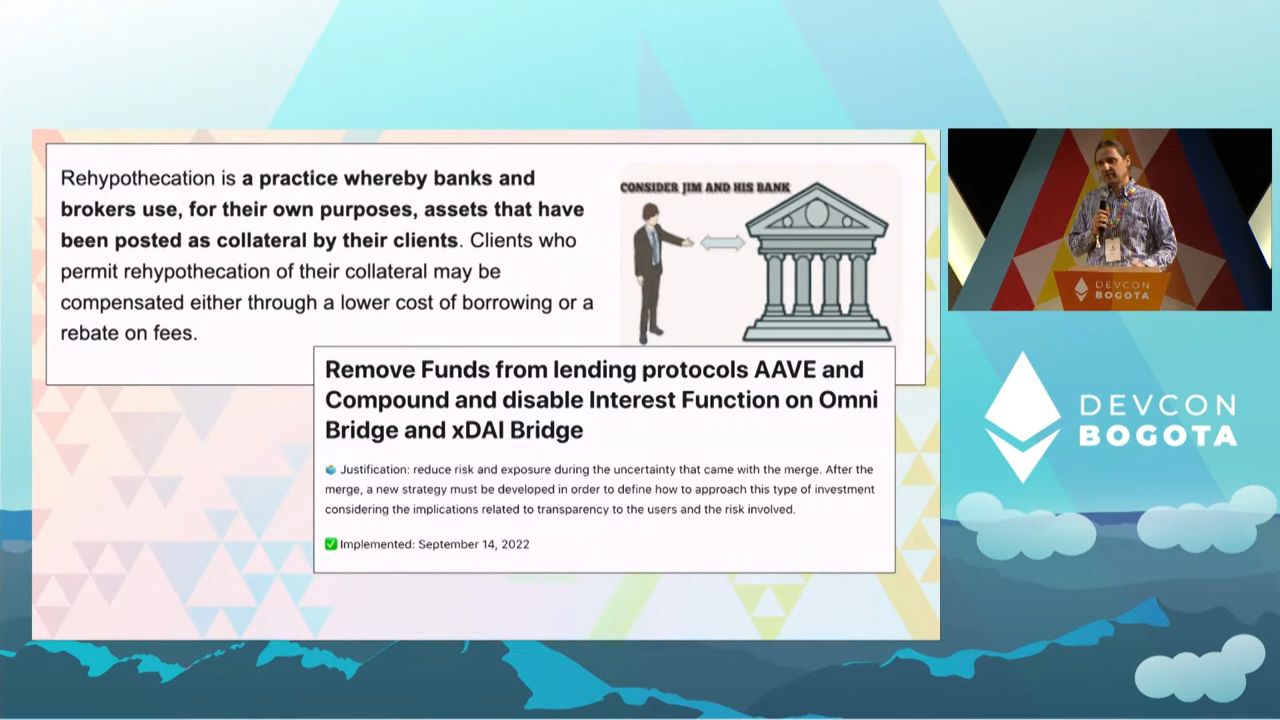 Rehypothecation is a practice whereby banks and
brokers use, for their own purposes, assets that have
been posted as collateral by their clients. Clients who
permit rehypothecation of their collateral may be
compensated either through a lower cost of borrowing or a
rebate on fees.
CONSIDER JIM AND HIS BANK
Remove Funds from lending protocols AAVE and
Compound and disable Interest Function on Omni
Bridge and xDAI Bridge
Justification: reduce risk and exposure during the uncertainty that came with the merge. After the
merge, a new strategy must be developed in order to define how to approach this type of investment
considering the implications related to transparency to the users and the risk involved.
✅ Implemented: September 14, 2022
DEVCON
BOGOTA
DEVCON
BOGOTA